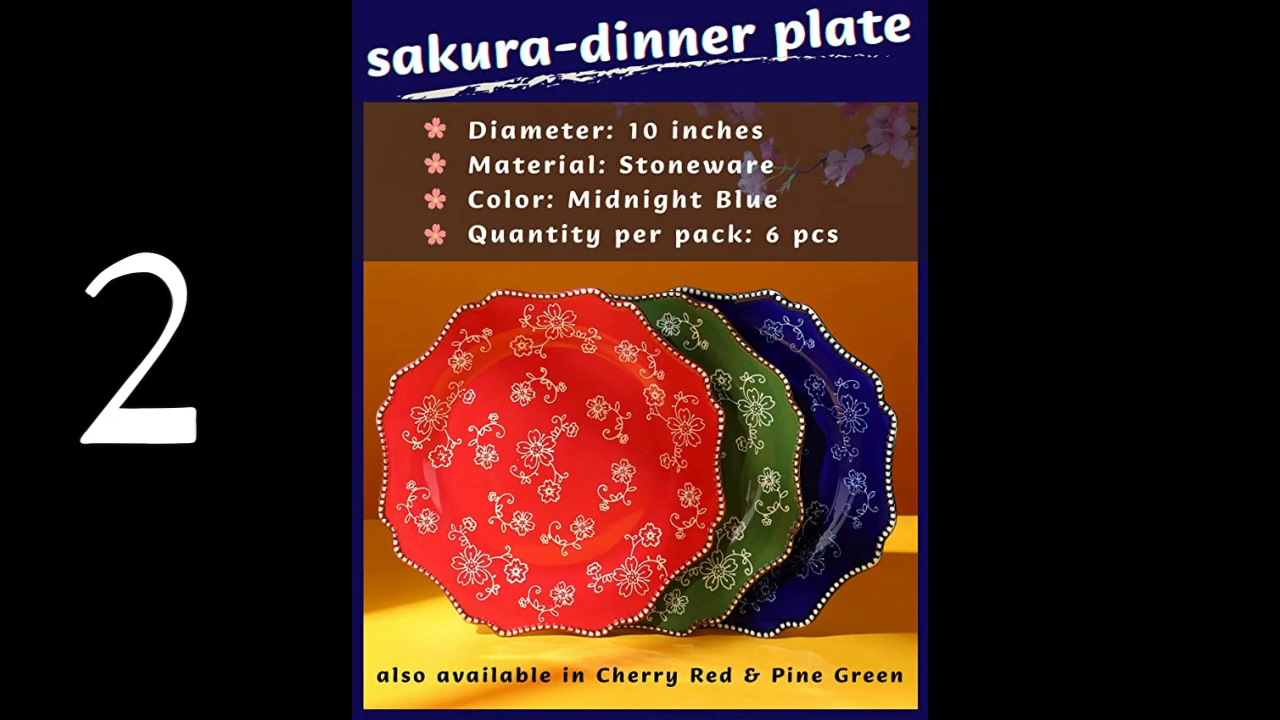 2
sakura-dinner plate
Diameter: 10 inches
Material: Stoneware
Color: Midnight Blue
Quantity per pack: 6 pcs
also available in Cherry Red & Pine Green